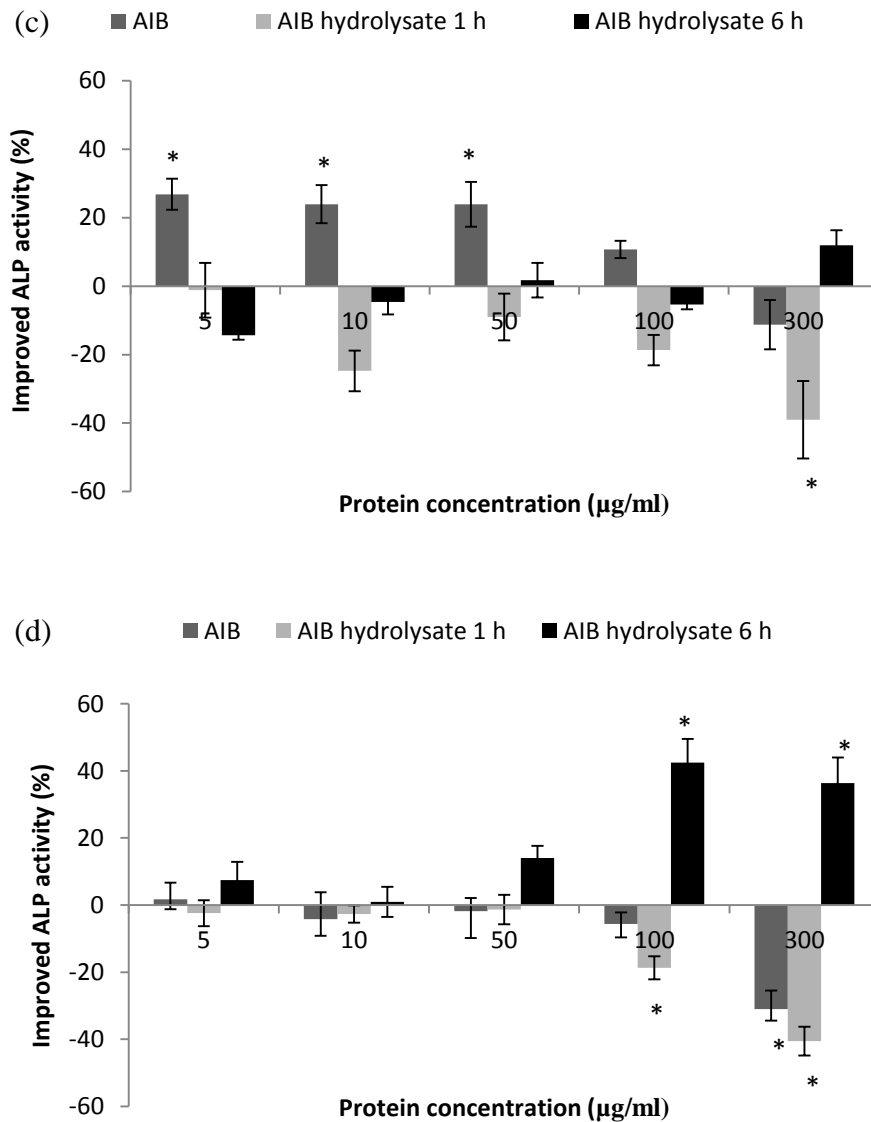 (c)
AIB AIB hydrolysate 1 h AIB hydrolysate 6 h
60
40
20
0
-20
-40
-60
Improved ALP activity (%)
* * *
5 10 50 100 300
*
Protein concentration (µg/ml)
(d)
AIB AIB hydrolysate 1 h AIB hydrolysate 6 h
60
40
20
0
-20
-40
-60
Improved ALP activity (%)
* *
5 10 50 100 300
* * *
Protein concentration (µg/ml)